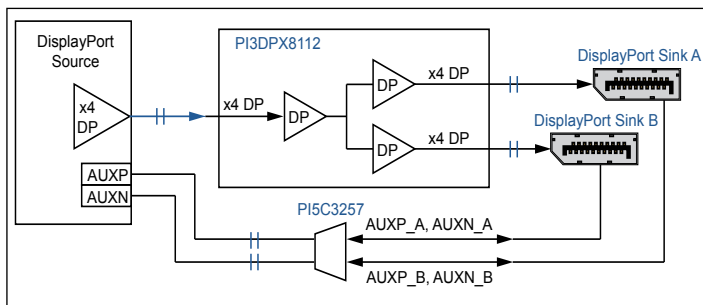 DisplayPort
Source
x4
DP
AUXP
AUXN
PI3DPX8112
x4 DP
DP
DP
x4 DP
DP
x4 DP
DisplayPort Sink A
DisplayPort Sink B
PI5C3257
AUXP_A, AUXN_A
AUXP_B, AUXN_B